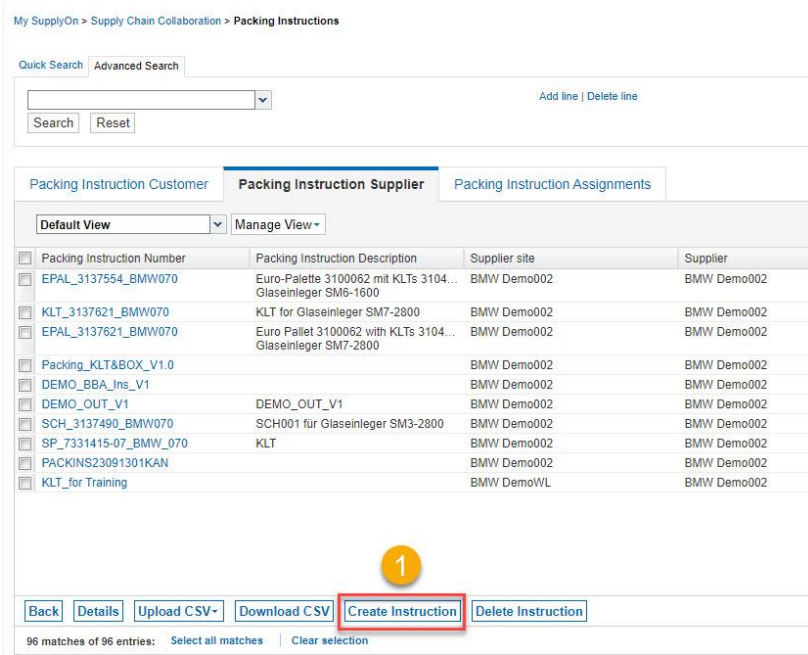 My SupplyOn > Supply Chain Collaboration > Packing Instructions
Quick Search Advanced Search
Add line | Delete line
Search Reset
Packing Instruction Customer Packing Instruction Supplier Packing Instruction Assignments
Default View Manage View
Packing Instruction Number Packing Instruction Description Supplier site Supplier
EPAL_3137554_BMW070 Euro-Palette 3100062 mit KLTs 3104... BMW Demo002 BMW Demo002
Glaseinleger SM6-1600
KLT_3137621_BMW070 KLT for Glaseinleger SM7-2800 BMW Demo002 BMW Demo002
EPAL_3137621_BMW070 Euro Pallet 3100062 with KLTs 3104... BMW Demo002 BMW Demo002
Glaseinleger SM7-2800
Packing_KLT&BOX_V1.0 BMW Demo002 BMW Demo002
DEMO_BBA_Ins_V1 BMW Demo002 BMW Demo002
DEMO_OUT_V1 DEMO_OUT_V1 BMW Demo002 BMW Demo002
SCH_3137490_BMW070 SCH001 für Glaseinleger SM3-2800 BMW Demo002 BMW Demo002
SP_7331415-07_BMW_070 KLT BMW Demo002 BMW Demo002
PACKINS23091301KAN BMW Demo002 BMW Demo002
KLT_for Training BMW DemoWL BMW Demo002
1
Back Details Upload CSV Download CSV Create Instruction Delete Instruction
96 matches of 96 entries: Select all matches | Clear selection